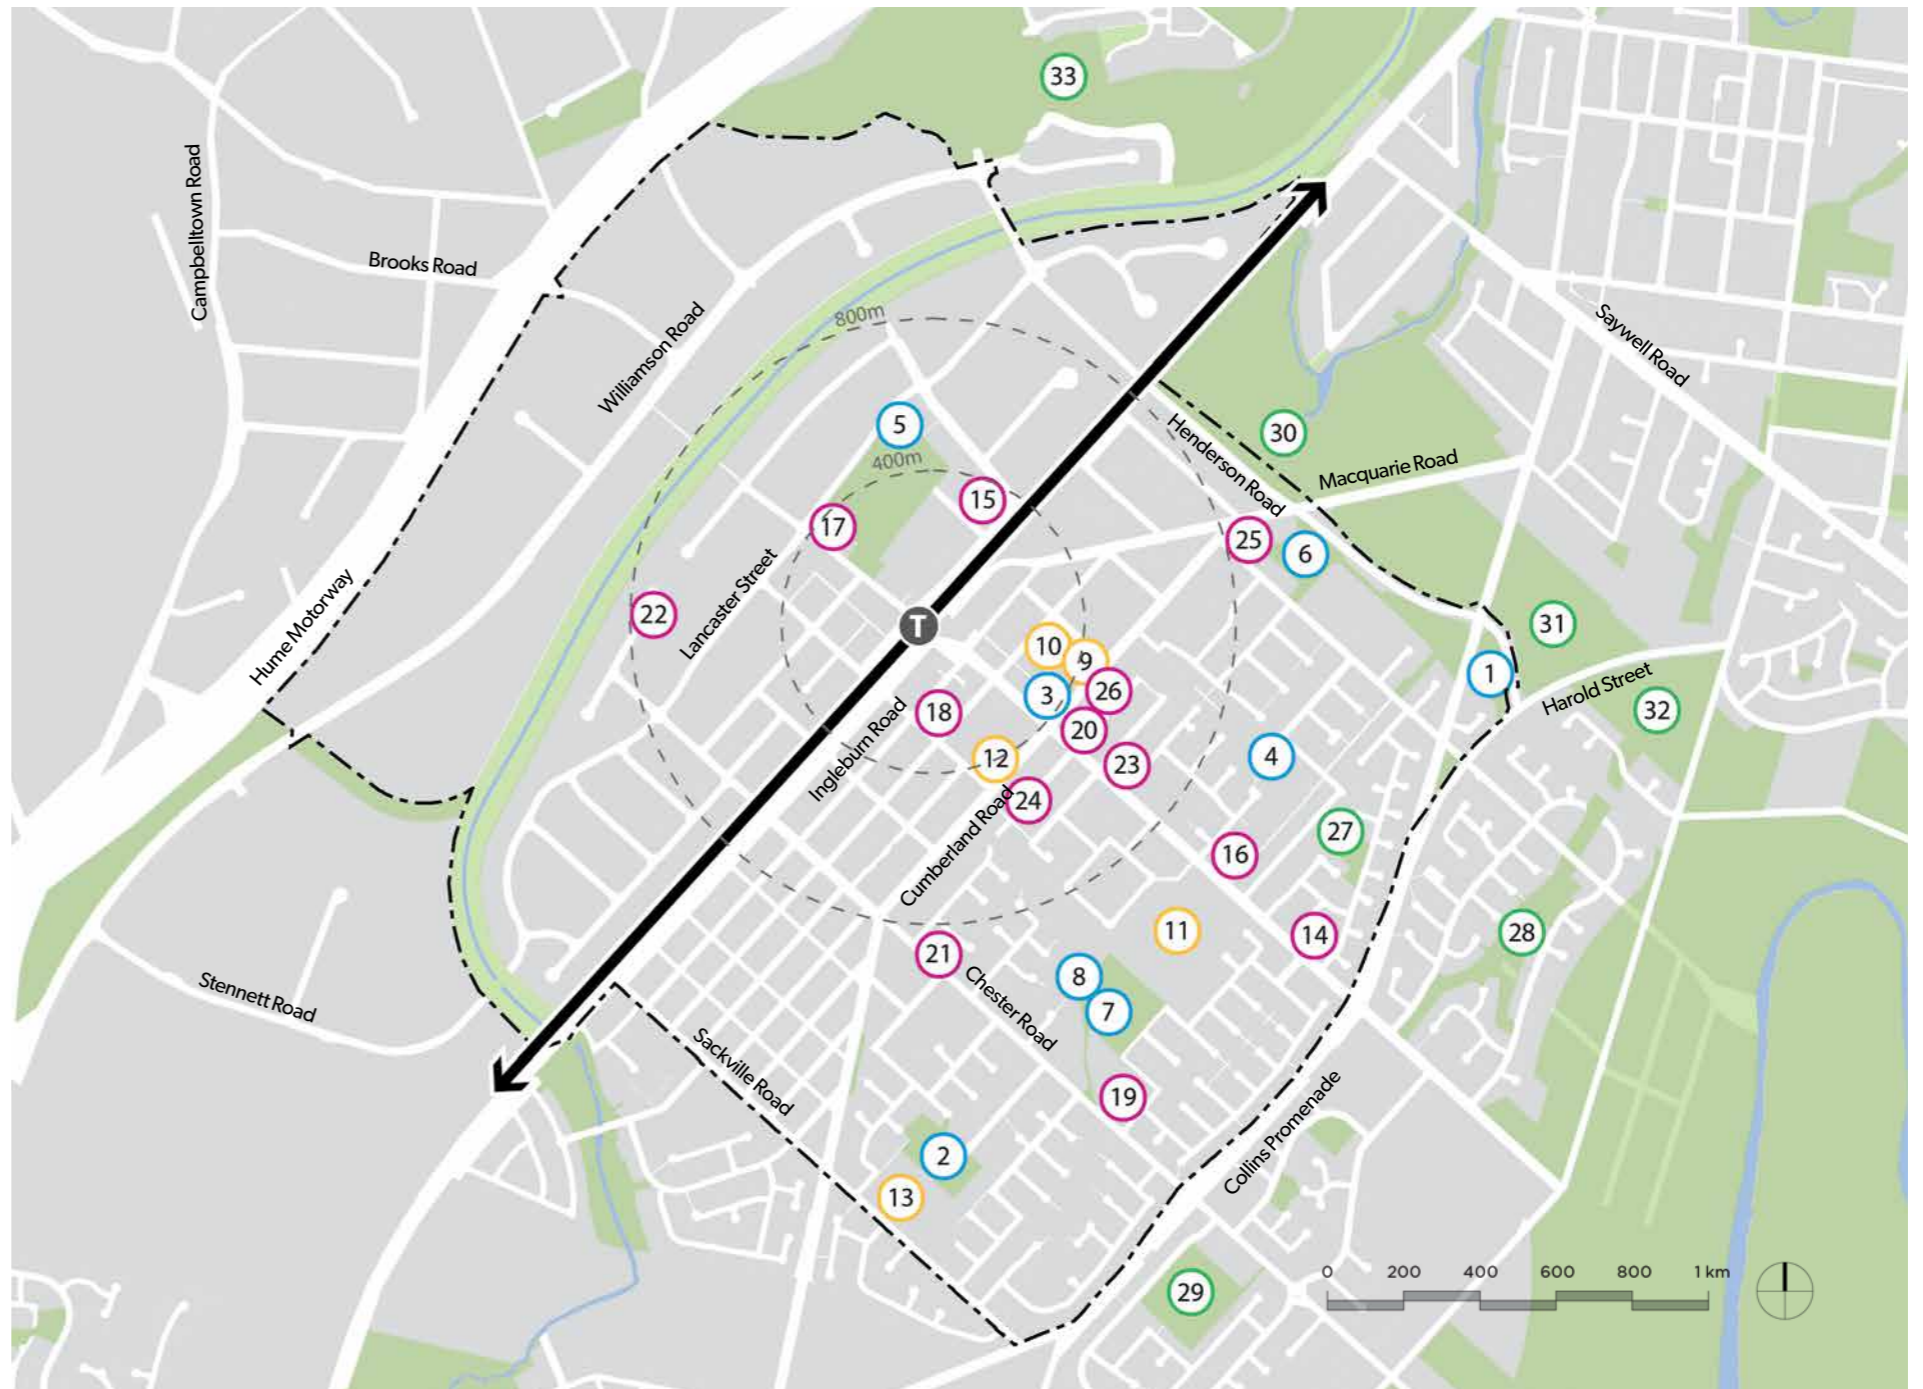 33
Campbelltown Road
Brooks Road
Williamson Road
800m
Saywell Road
5
400m
30
Henderson Road
Macquarie Road
15
17
25
6
Lancaster Street
Hume Motorway
22
T
31
10
9
1
26
3
Harold Street
32
18
20
Ingleburn Road
4
12
23
24
27
Cumberland Road
16
11
28
14
21
8
Chester Road
7
Stennett Road
Sackville Road
19
Collins Promenade
2
13
29
0 200 400 600 800 1 km